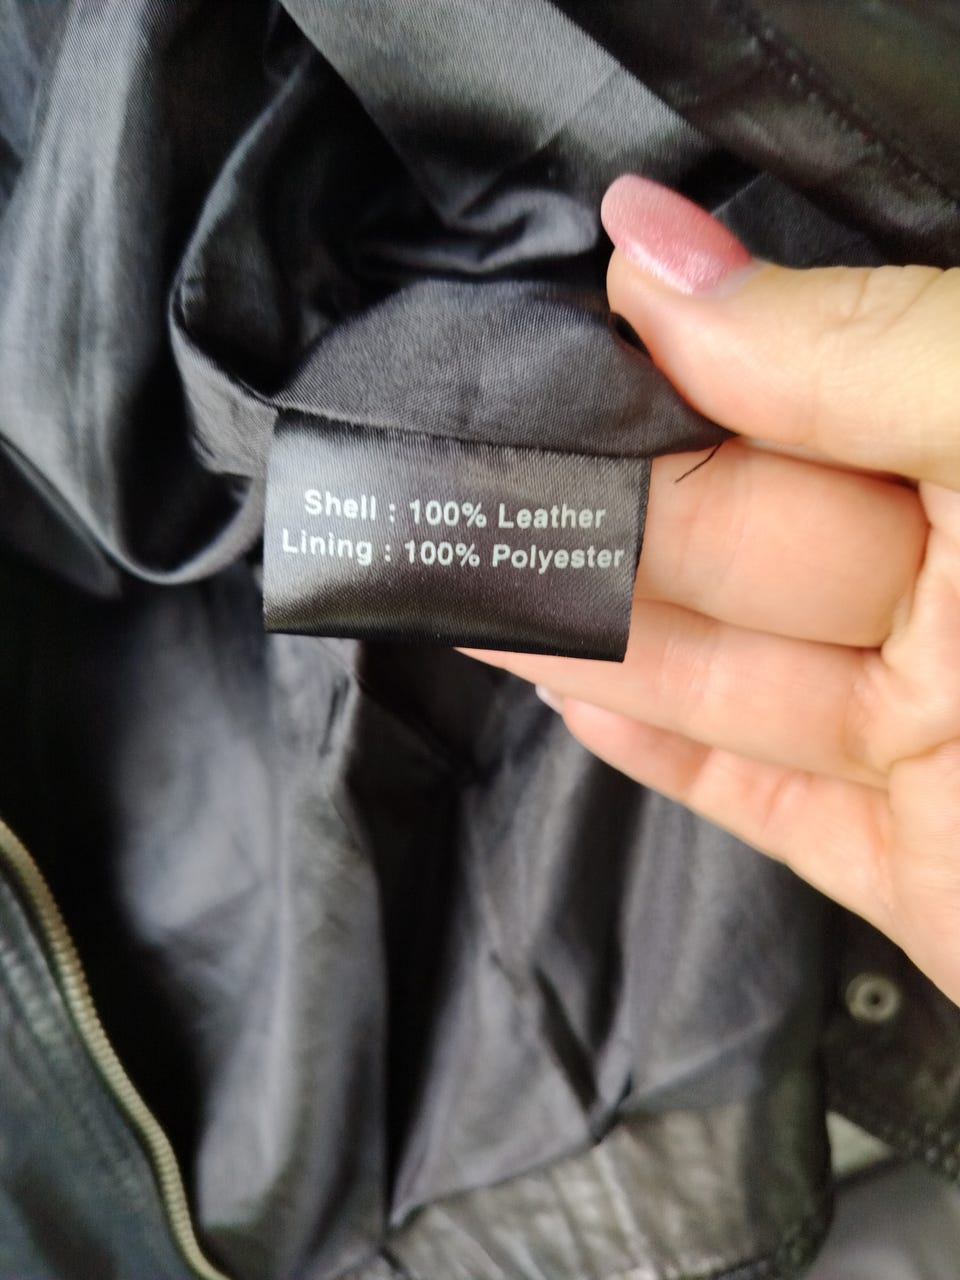 Shell : 100% Leather
Lining : 100% Polyester